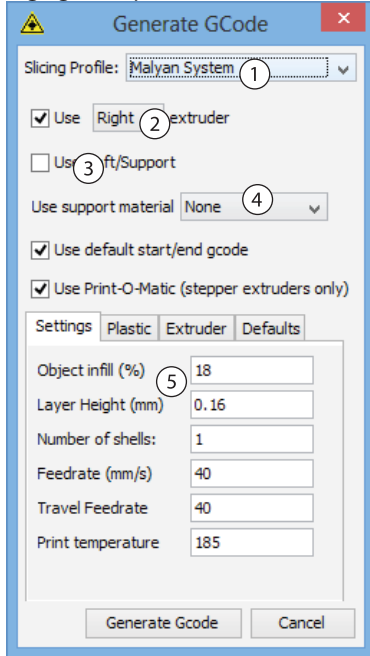 Generate GCode ×
Slicing Profile: Malyan System 1
Use Right 2 extruder
3 ft/Support
Use support material None 4
Use default start/end gcode
Use Print-O-Matic (stepper extruders only)
Settings Plastic Extruder Defaults
Object infill (%) 5 18
Layer Height (mm) 0.16
Number of shells: 1
Feedrate (mm/s) 40
Travel Feedrate 40
Print temperature 185
Generate Gcode Cancel